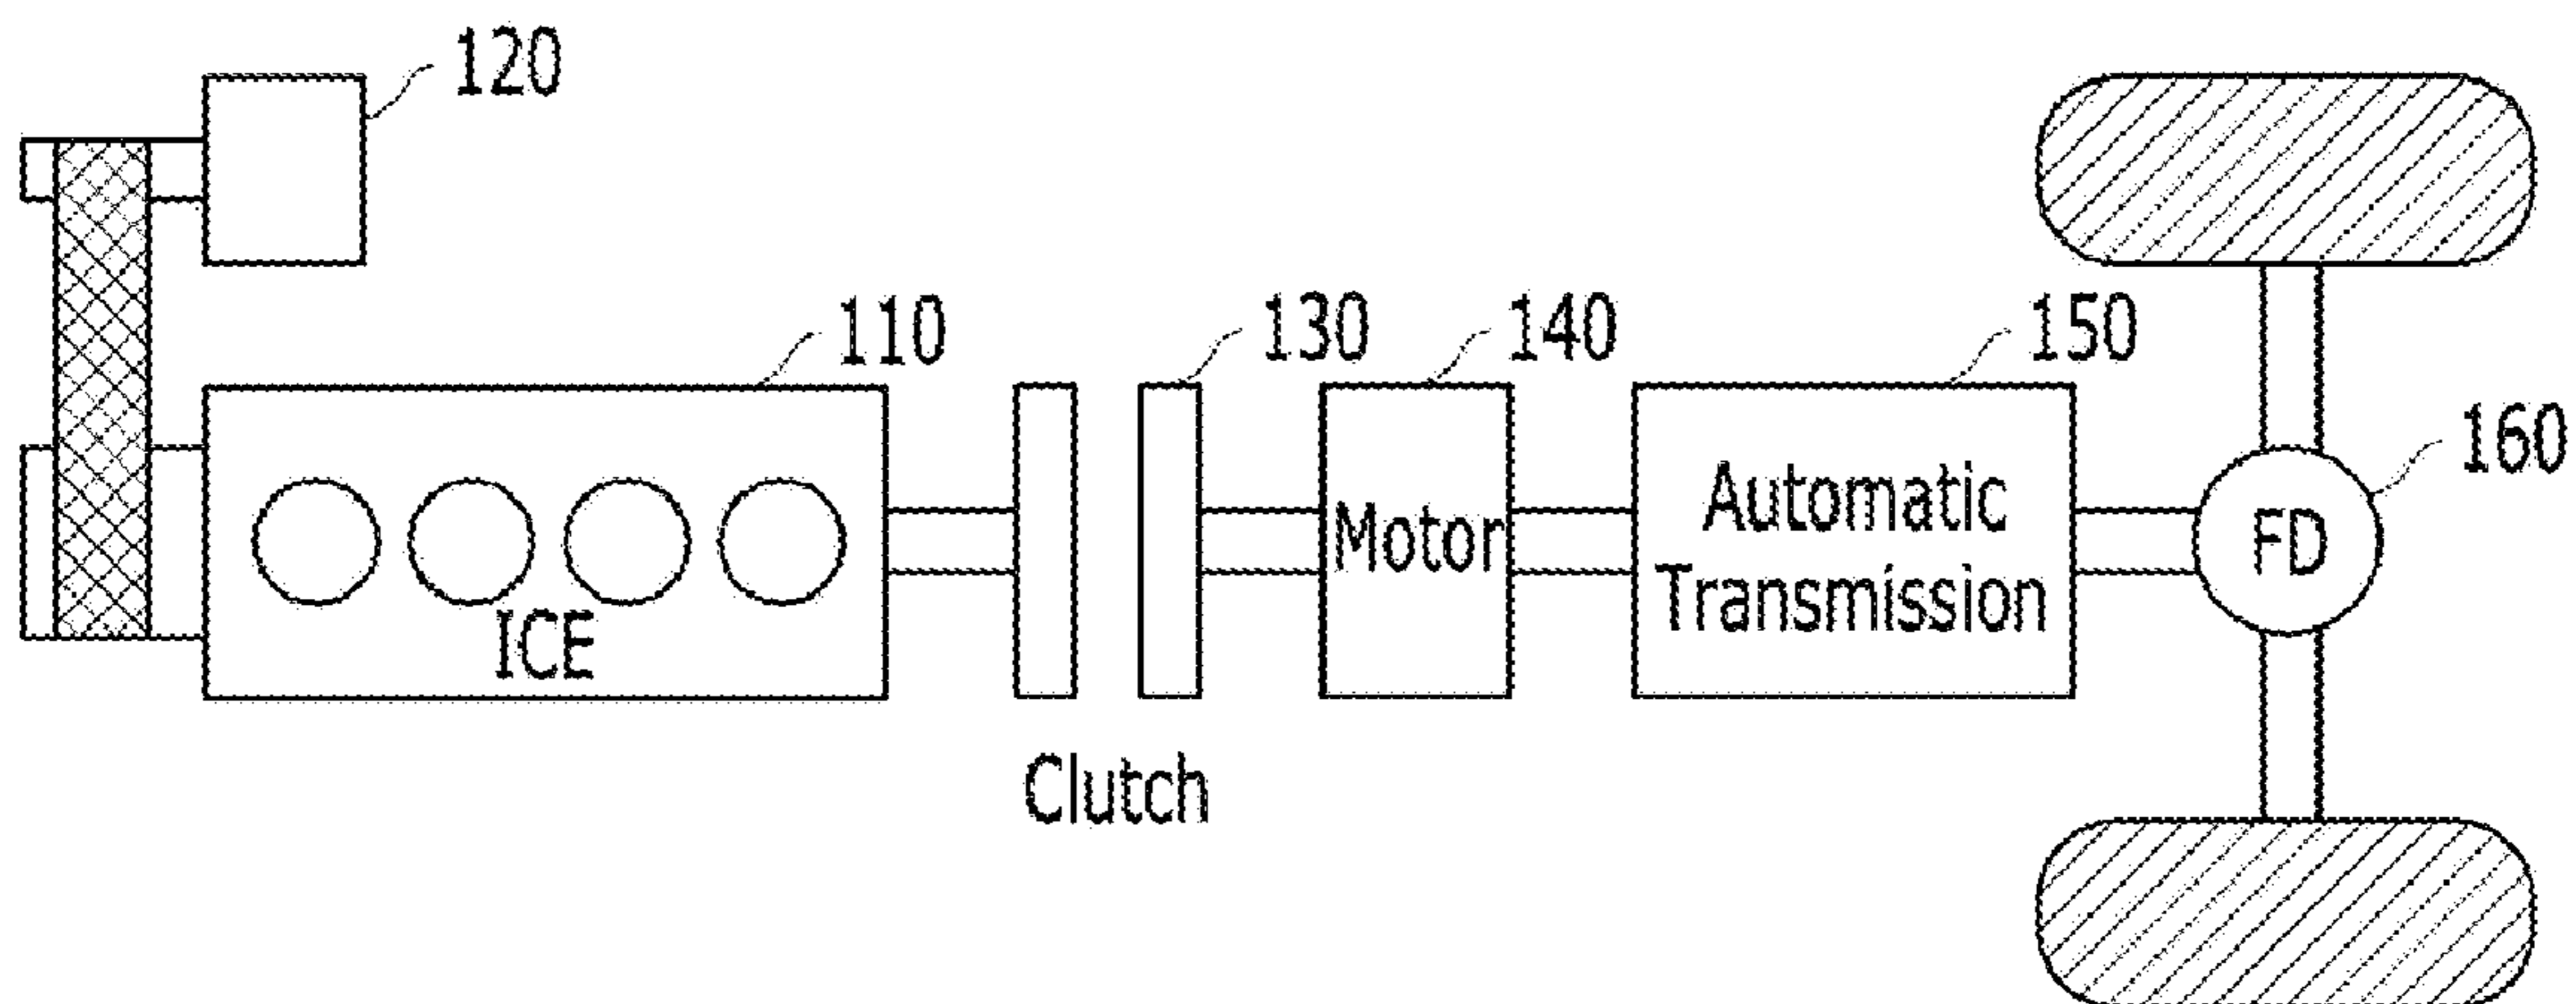 120
110
130
140
150
160
ICE
Motor
Automatic
Transmission
FD
Clutch